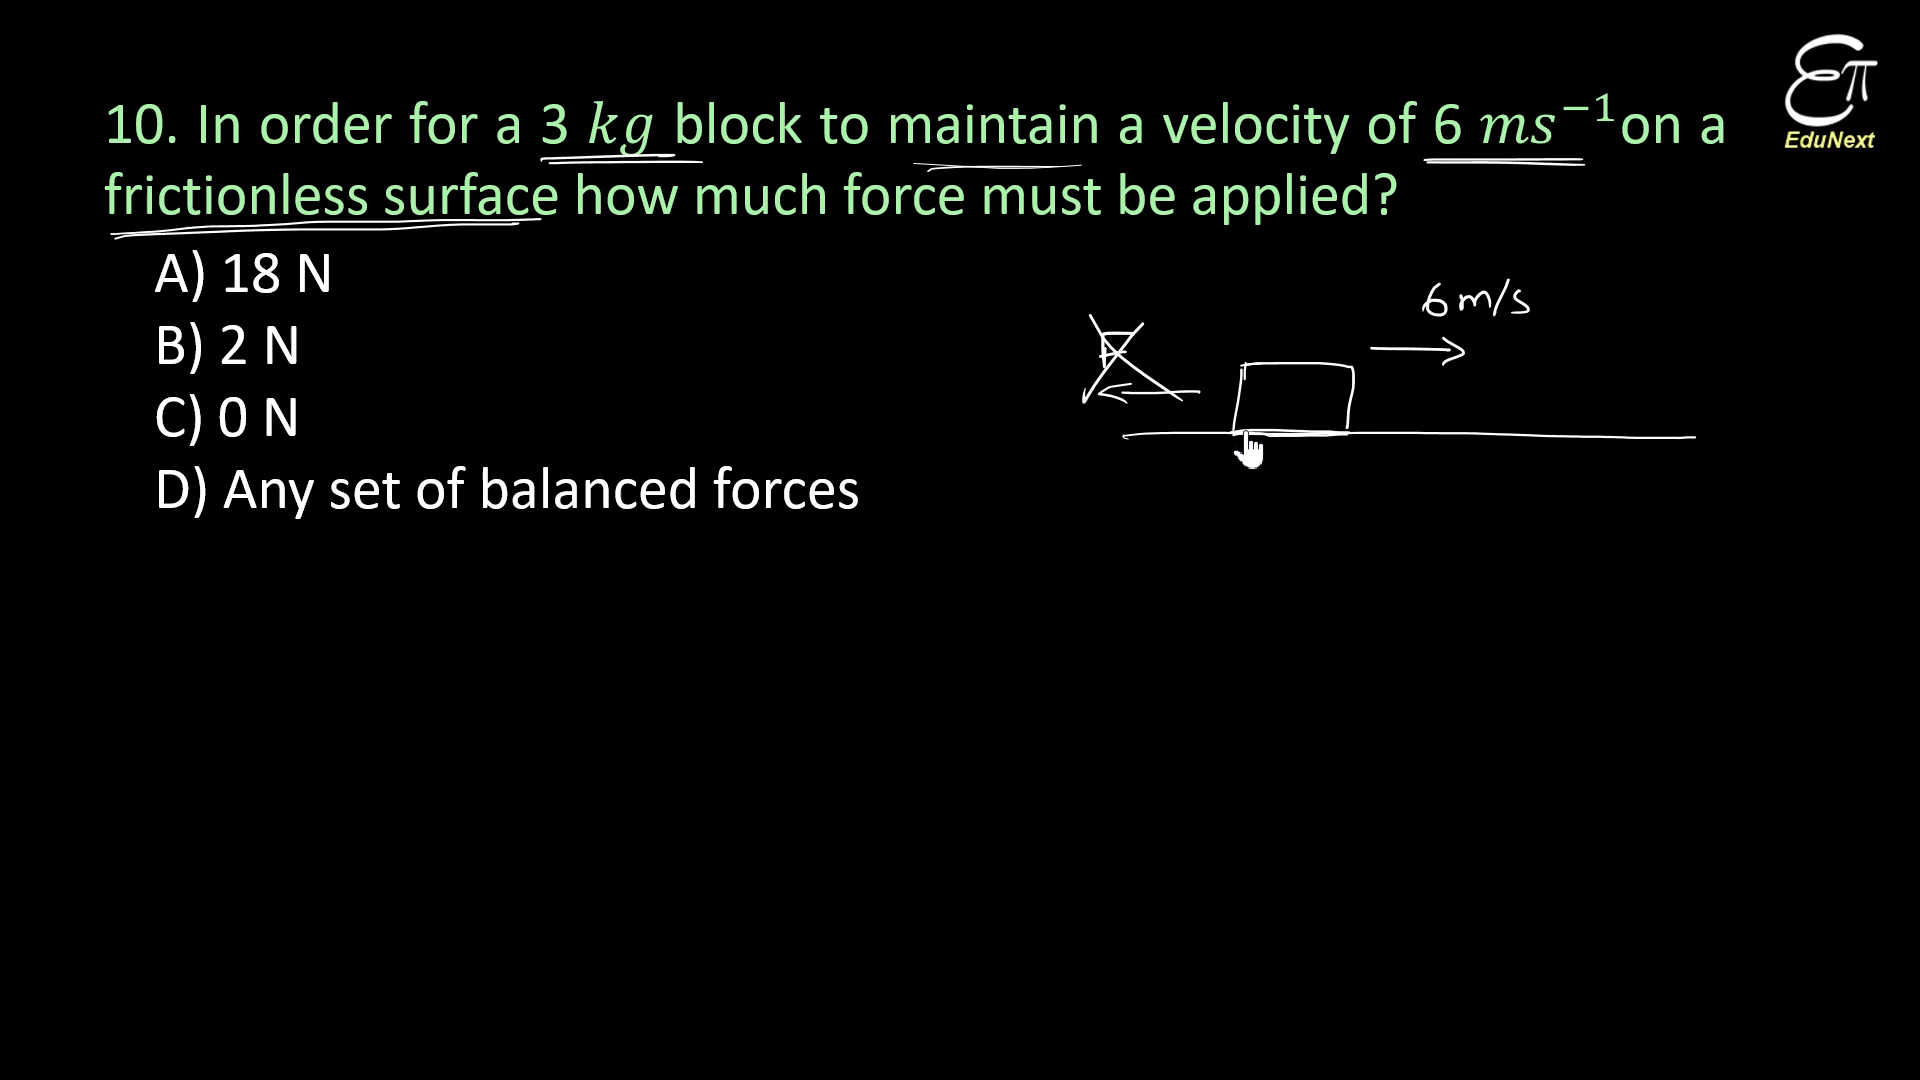 10. In order for a 3 kg block to maintain a velocity of 6 ms⁻¹ on a
frictionless surface how much force must be applied?
A) 18 N
B) 2 N
C) 0 N
D) Any set of balanced forces
επ
EduNext
6 m/s
F